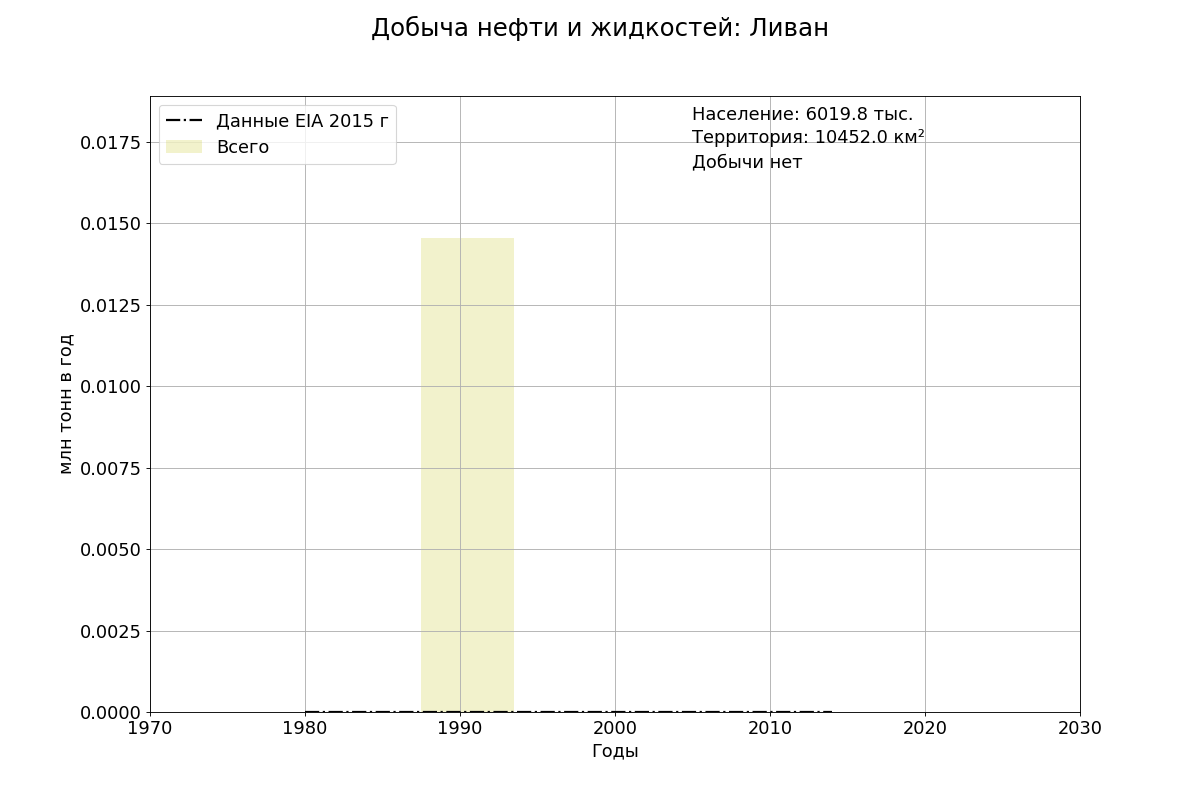 Добыча нефти и жидкостей: Ливан
Данные EIA 2015 г
Всего
Население: 6019.8 тыс.
Территория: 10452.0 км²
Добычи нет
млн тонн в год
0.0175
0.0150
0.0125
0.0100
0.0075
0.0050
0.0025
0.0000
1970 1980 1990 2000 2010 2020 2030
Годы